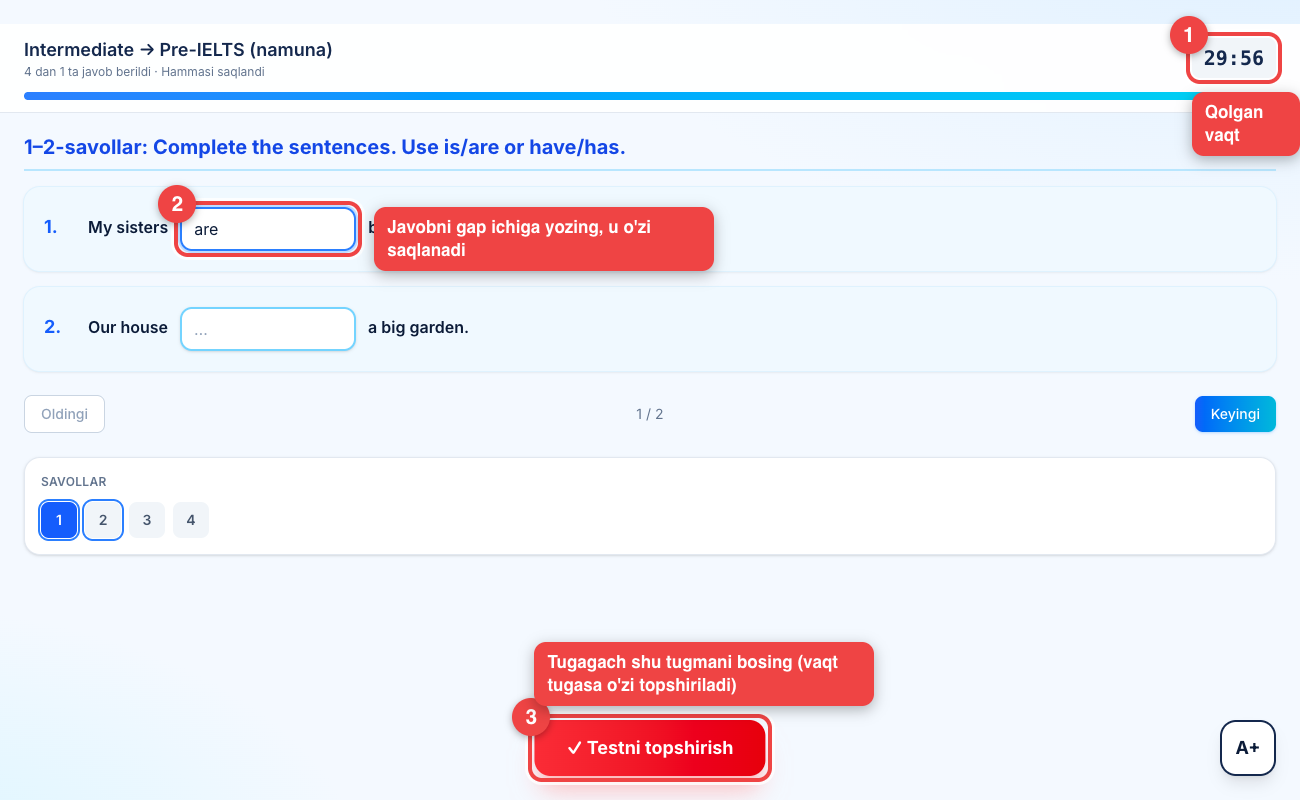 Intermediate → Pre-IELTS (namuna)
4 dan 1 ta javob berildi · Hammasi saqlandi
1
29:56
Qolgan
vaqt
1–2-savollar: Complete the sentences. Use is/are or have/has.
2
1. My sisters are
Javobni gap ichiga yozing, u o'zi
saqlanadi
2. Our house ... a big garden.
Oldingi
1 / 2
Keyingi
SAVOLLAR
1 2 3 4
Tugagach shu tugmani bosing (vaqt
tugasa o'zi topshiriladi)
3
✓ Testni topshirish
A+